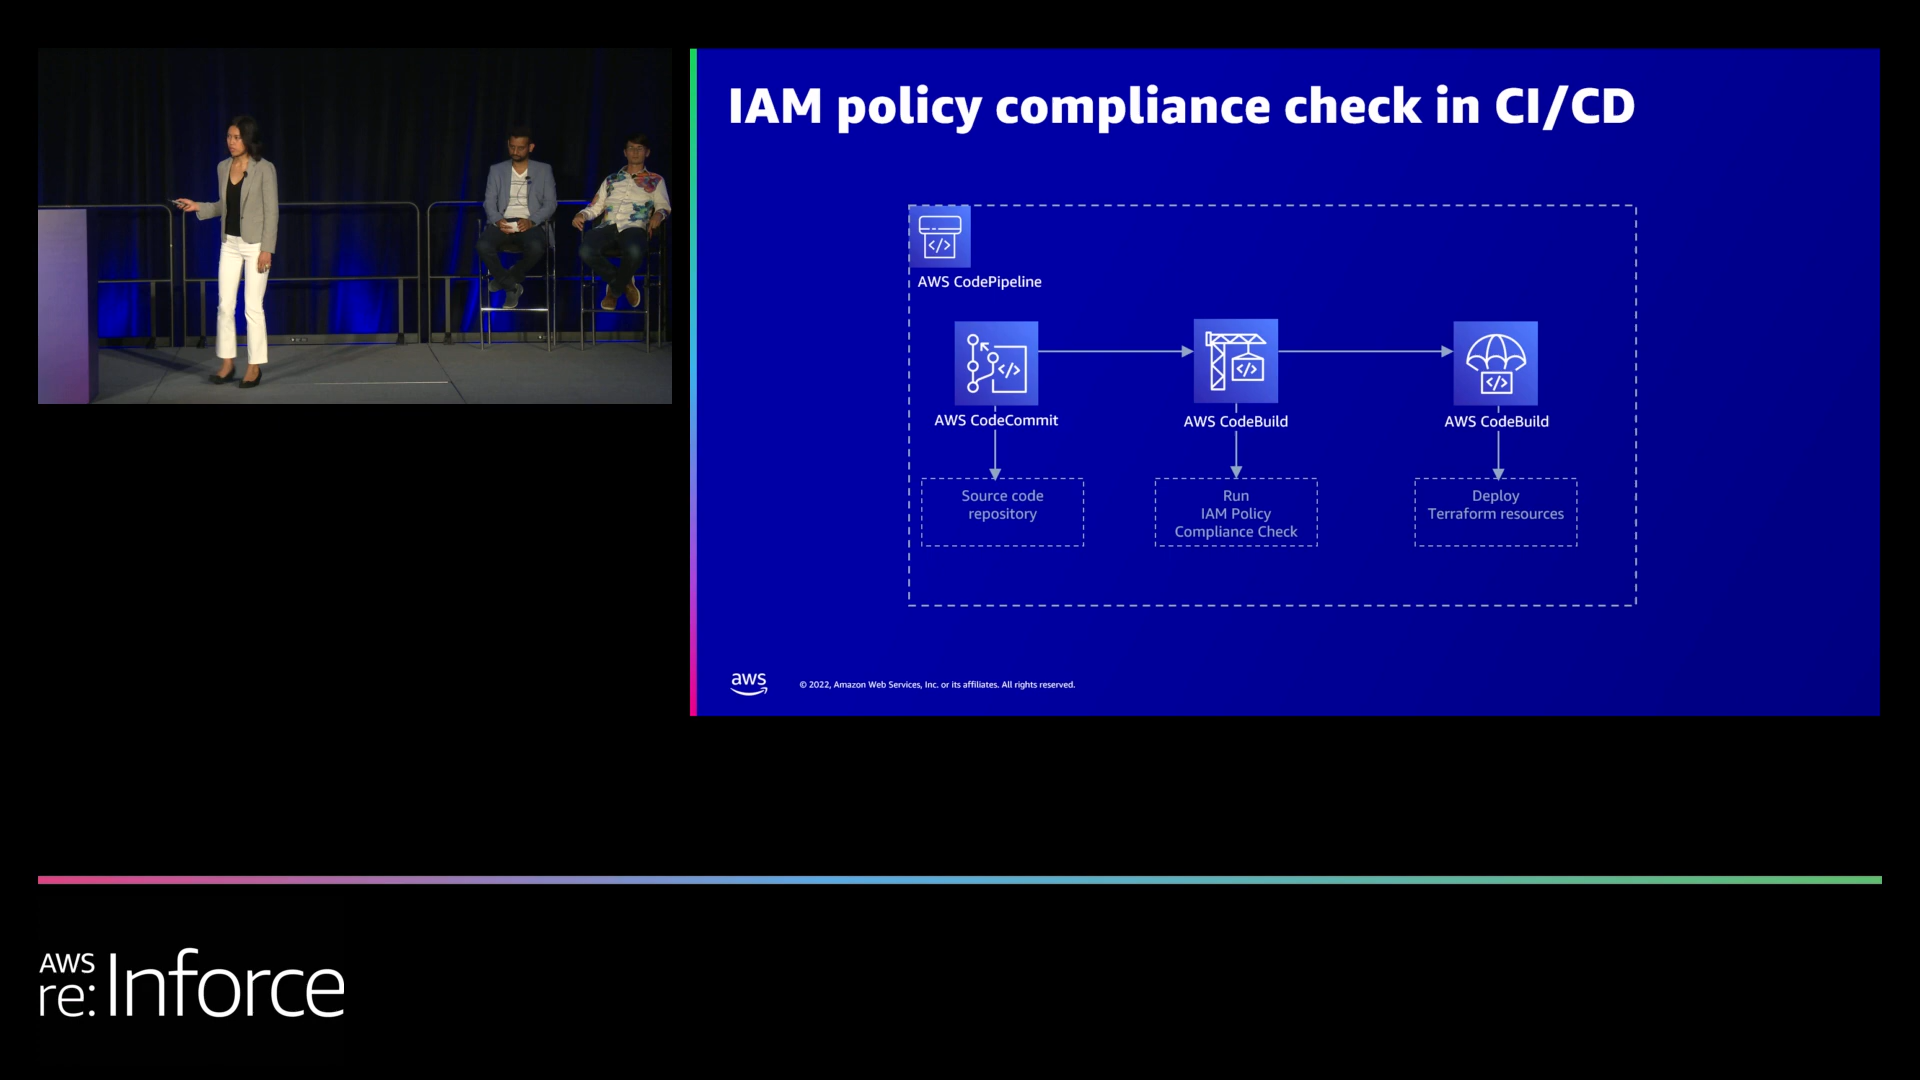 IAM policy compliance check in CI/CD
</>
AWS CodePipeline
</>
</>
</>
AWS CodeCommit
AWS CodeBuild
AWS CodeBuild
Source code
repository
Run
IAM Policy
Compliance Check
Deploy
Terraform resources
aws
© 2022, Amazon Web Services, Inc. or its affiliates. All rights reserved.
AWS
re:Inforce